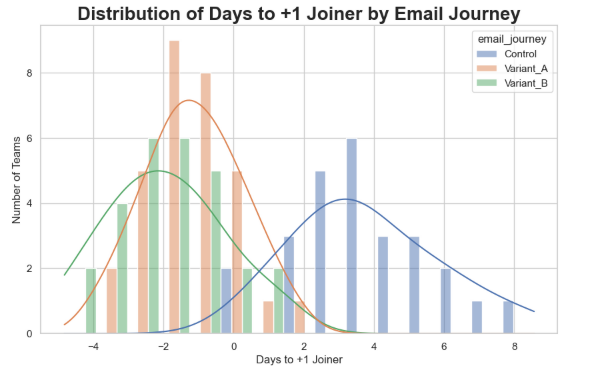 Distribution of Days to +1 Joiner by Email Journey
email_journey
Control
Variant_A
Variant_B
Number of Teams
8
6
4
2
0
−4
−2
0
2
4
6
8
Days to +1 Joiner